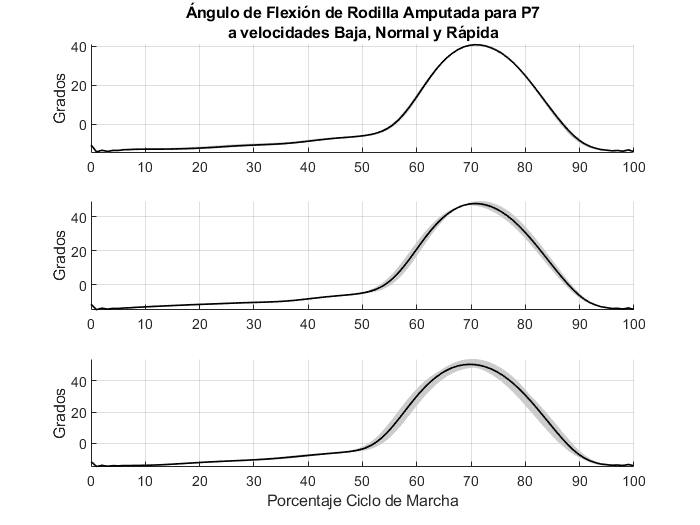 Ángulo de Flexión de Rodilla Amputada para P7
a velocidades Baja, Normal y Rápida
Grados
40
20
0
0 10 20 30 40 50 60 70 80 90 100
Grados
40
20
0
0 10 20 30 40 50 60 70 80 90 100
Grados
40
20
0
0 10 20 30 40 50 60 70 80 90 100
Porcentaje Ciclo de Marcha